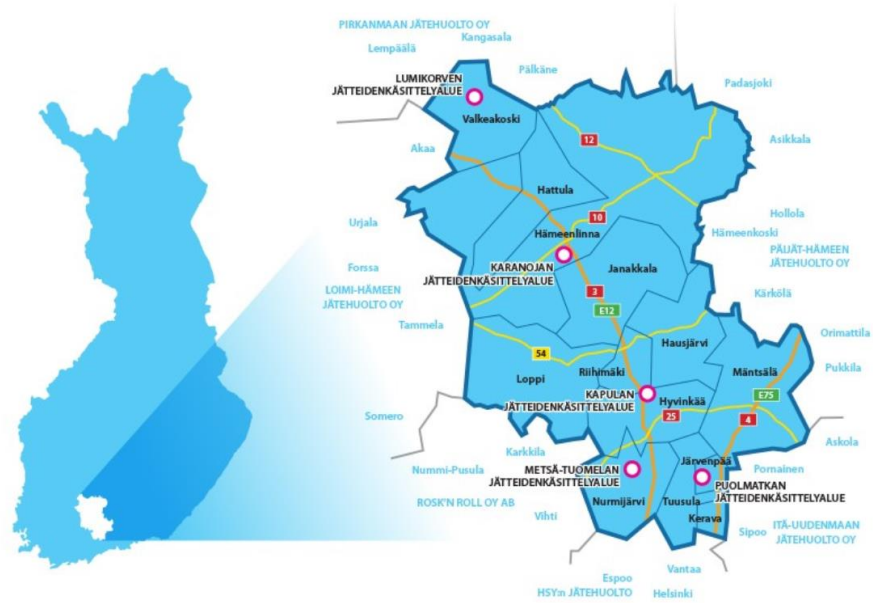 PIRKANMAAN JÄTEHUOLTO OY
Kangasala
Lempäälä
Pälkäne
LUMIKORVEN
JÄTTEIDENKÄSITTELYALUE
Padasjoki
Valkeakoski
12
Asikkala
Akaa
Hattula
10
Hollola
Urjala
Hämeenlinna
Hämeenkoski
PÄIJÄT-HÄMEEN
JÄTEHUOLTO OY
Forssa
KARANOJAN
JÄTTEIDENKÄSITTELYALUE
Janakkala
LOIMI-HÄMEEN
JÄTEHUOLTO OY
3
Kärkölä
E12
Tammela
Orimattila
Hausjärvi
54
Loppi
Riihimäki
Mäntsälä
Pukkila
KAPULAN
JÄTTEIDENKÄSITTELYALUE
Hyvinkää
E75
25
4
Somero
Askola
Karkkila
Järvenpää
Pornainen
Nummi-Pusula
METSÄ-TUOMELAN
JÄTTEIDENKÄSITTELYALUE
PUOLMATKAN
JÄTTEIDENKÄSITTELYALUE
ROSK'N ROLL OY AB
Nurmijärvi
Tuusula
Vihti
Kerava
Sipoo
ITÄ-UUDENMAAN
JÄTEHUOLTO OY
Vantaa
Espoo
HSY:n JÄTEHUOLTO
Helsinki